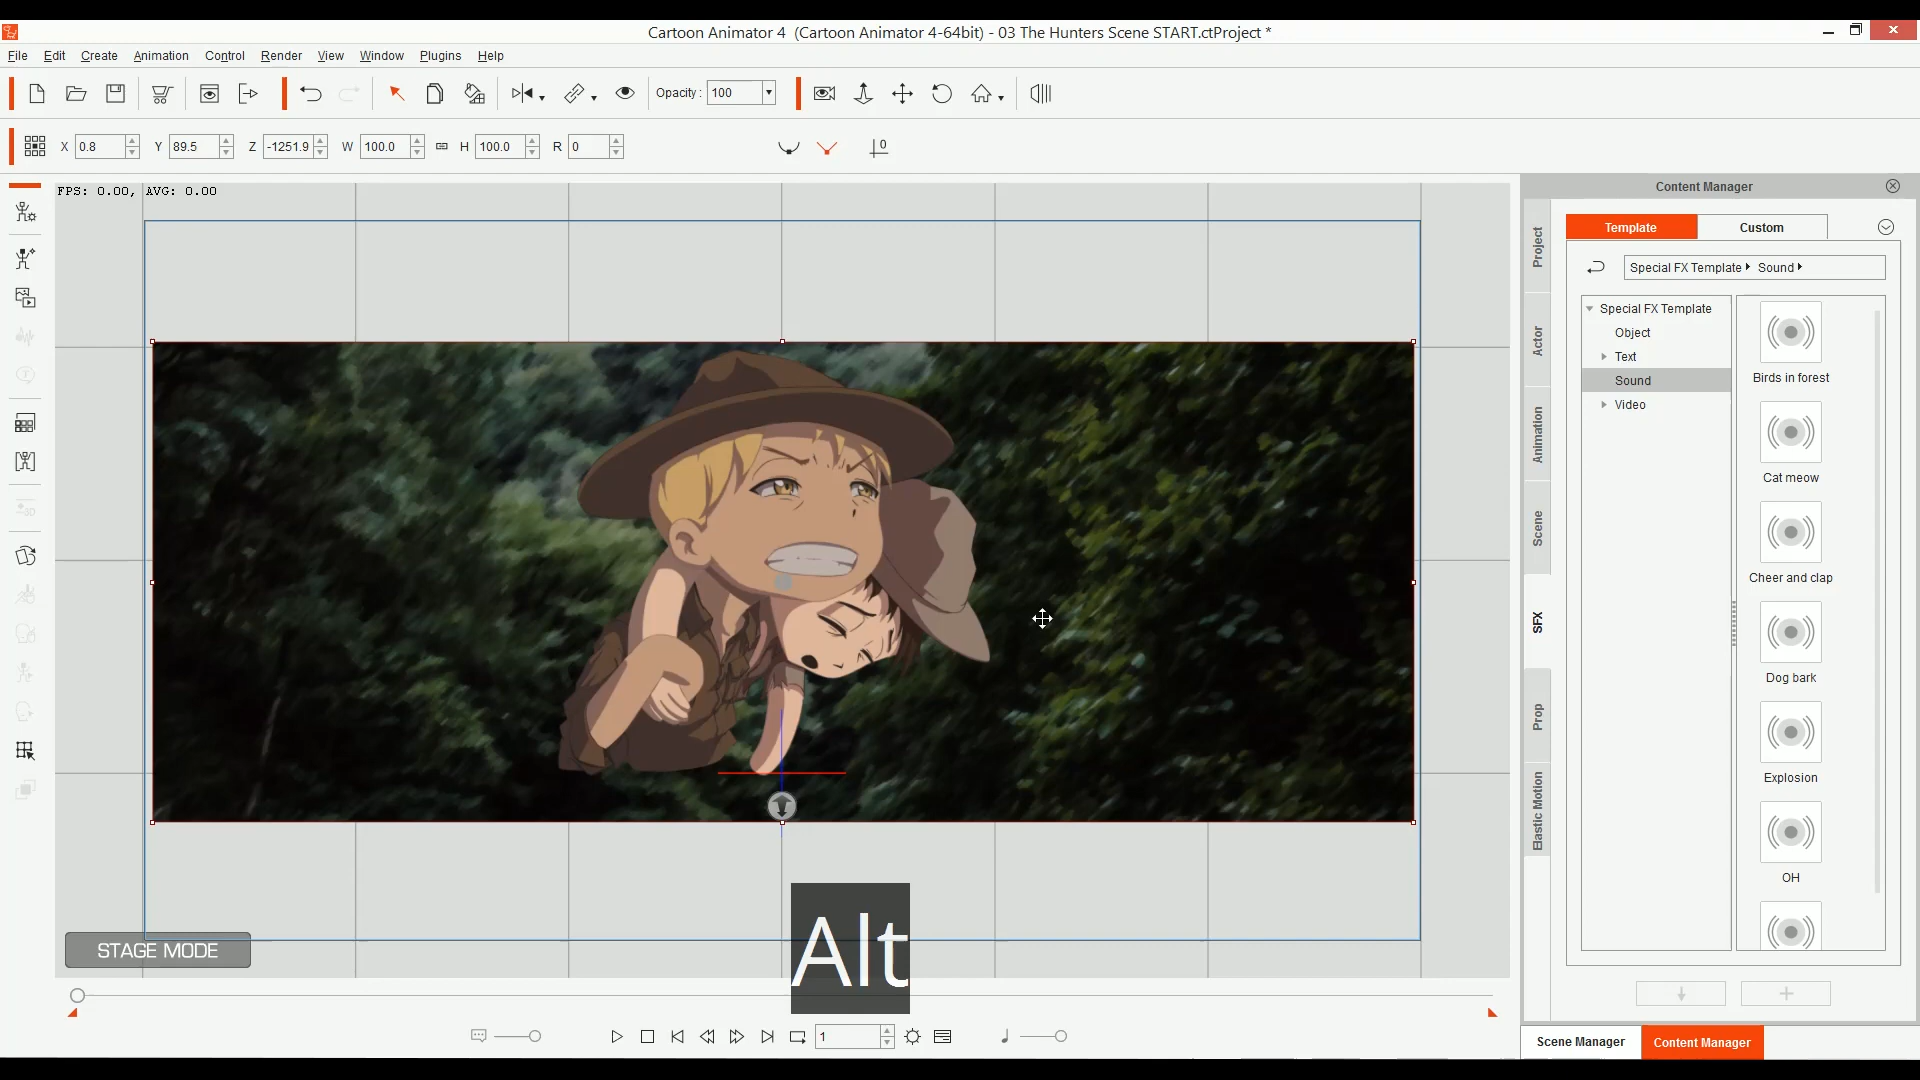 Cartoon Animator 4  (Cartoon Animator 4-64bit) - 03 The Hunters Scene START.ctProject *
File Edit Create Animation Control Render View Window Plugins Help
Opacity : 100
X 0.8 Y 89.5 Z -1251.9 W 100.0 H 100.0 R 0
0
FPS: 0.00, AVG: 0.00
Content Manager
Template Custom
Special FX Template Sound
Special FX Template
Object
Text
Sound
Video
Birds in forest
Cat meow
Cheer and clap
Dog bark
Explosion
OH
Project
Actor
Animation
Scene
SFX
Prop
Elastic Motion
3D
STAGE MODE
Alt
1
Scene Manager Content Manager